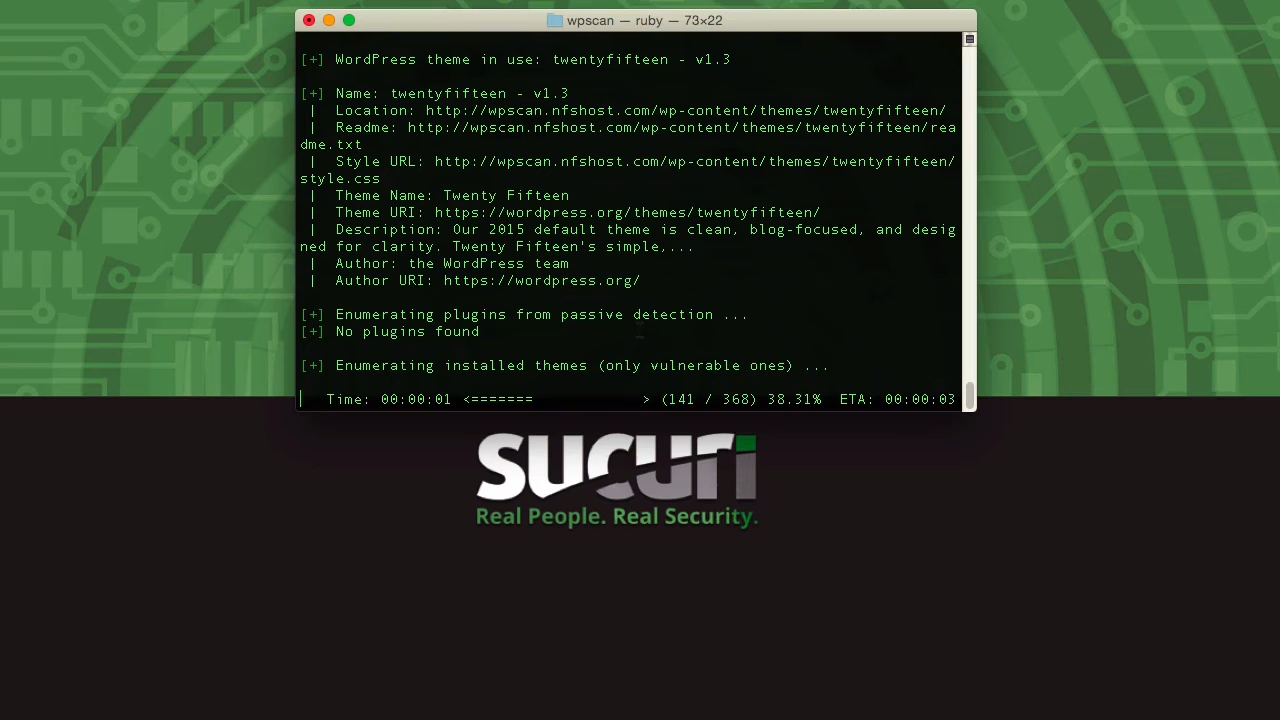 wpscan — ruby — 73×22
[+] WordPress theme in use: twentyfifteen - v1.3
[+] Name: twentyfifteen - v1.3
 |  Location: http://wpscan.nfshost.com/wp-content/themes/twentyfifteen/
 |  Readme: http://wpscan.nfshost.com/wp-content/themes/twentyfifteen/rea
dme.txt
 |  Style URL: http://wpscan.nfshost.com/wp-content/themes/twentyfifteen/
style.css
 |  Theme Name: Twenty Fifteen
 |  Theme URI: https://wordpress.org/themes/twentyfifteen/
 |  Description: Our 2015 default theme is clean, blog-focused, and desig
ned for clarity. Twenty Fifteen's simple,...
 |  Author: the WordPress team
 |  Author URI: https://wordpress.org/
[+] Enumerating plugins from passive detection ...
[+] No plugins found
[+] Enumerating installed themes (only vulnerable ones) ...
Time: 00:00:01 <=======            > (141 / 368) 38.31%  ETA: 00:00:03
sucuri
Real People. Real Security.